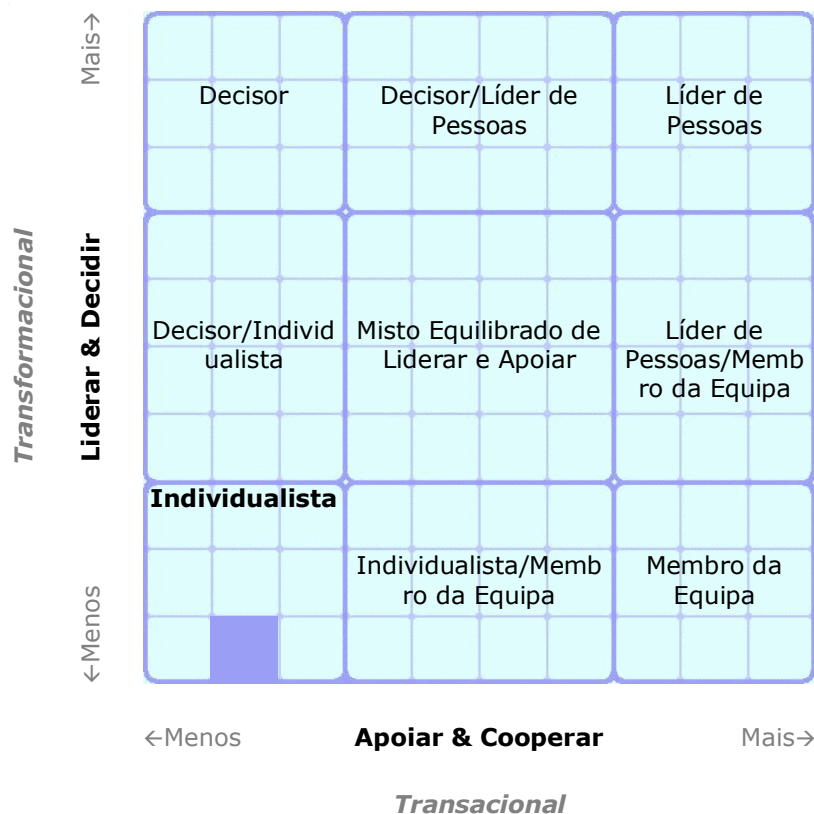 Mais→
Decisor
Decisor/Líder de
Pessoas
Líder de
Pessoas
Transformacional
Liderar & Decidir
Decisor/Individ
ualista
Misto Equilibrado de
Liderar e Apoiar
Líder de
Pessoas/Memb
ro da Equipa
Individualista
Individualista/Memb
ro da Equipa
Membro da
Equipa
←Menos
←Menos
Apoiar & Cooperar
Mais→
Transacional